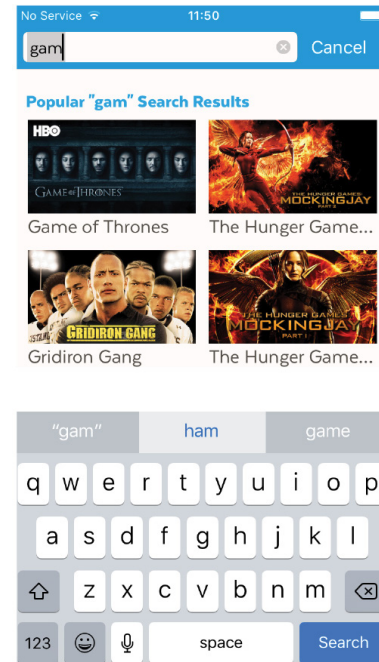 No Service 11:50
gam Cancel
Popular "gam" Search Results
HBO
GAME OF THRONES
THE HUNGER GAMES
MOCKINGJAY
PART 2
Game of Thrones The Hunger Game...
GRIDIRON GANG
THE HUNGER GAMES
MOCKINGJAY
PART 1
Gridiron Gang The Hunger Game...
"gam" ham game
q w e r t y u i o p
a s d f g h j k l
z x c v b n m
123 space Search